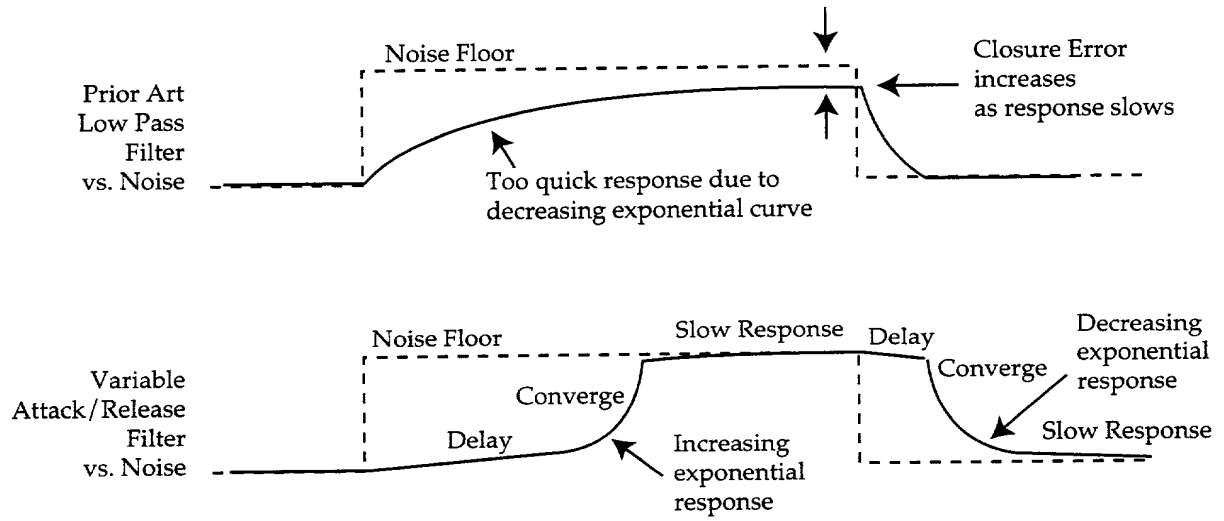 Noise Floor
Closure Error
increases
as response slows
Prior Art
Low Pass
Filter
vs. Noise
Too quick response due to
decreasing exponential curve
Noise Floor
Slow Response
Delay
Decreasing
exponential
response
Variable
Attack/Release
Filter
vs. Noise
Converge
Converge
Delay
Increasing
exponential
response
Slow Response